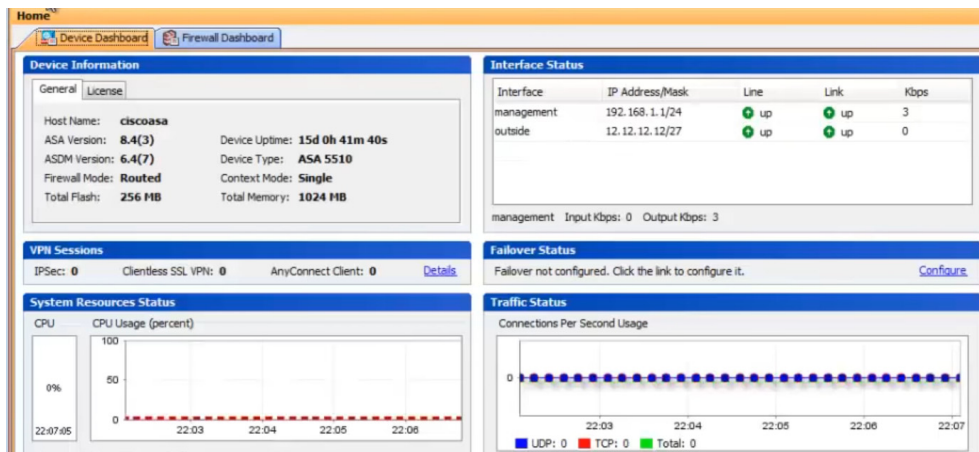 Home
Device Dashboard Firewall Dashboard
Device Information
General License
Host Name: ciscoasa
ASA Version: 8.4(3) Device Uptime: 15d 0h 41m 40s
ASDM Version: 6.4(7) Device Type: ASA 5510
Firewall Mode: Routed Context Mode: Single
Total Flash: 256 MB Total Memory: 1024 MB
Interface Status
Interface IP Address/Mask Line Link Kbps
management 192.168.1.1/24 up up 3
outside 12.12.12.12/27 up up 0
management Input Kbps: 0 Output Kbps: 3
VPN Sessions
IPSec: 0 Clientless SSL VPN: 0 AnyConnect Client: 0 Details
Failover Status
Failover not configured. Click the link to configure it. Configure
System Resources Status
CPU CPU Usage (percent)
100
50
0% 0
22:07:05 22:03 22:04 22:05 22:06
Traffic Status
Connections Per Second Usage
0
22:03 22:04 22:05 22:06 22:07
UDP: 0 TCP: 0 Total: 0